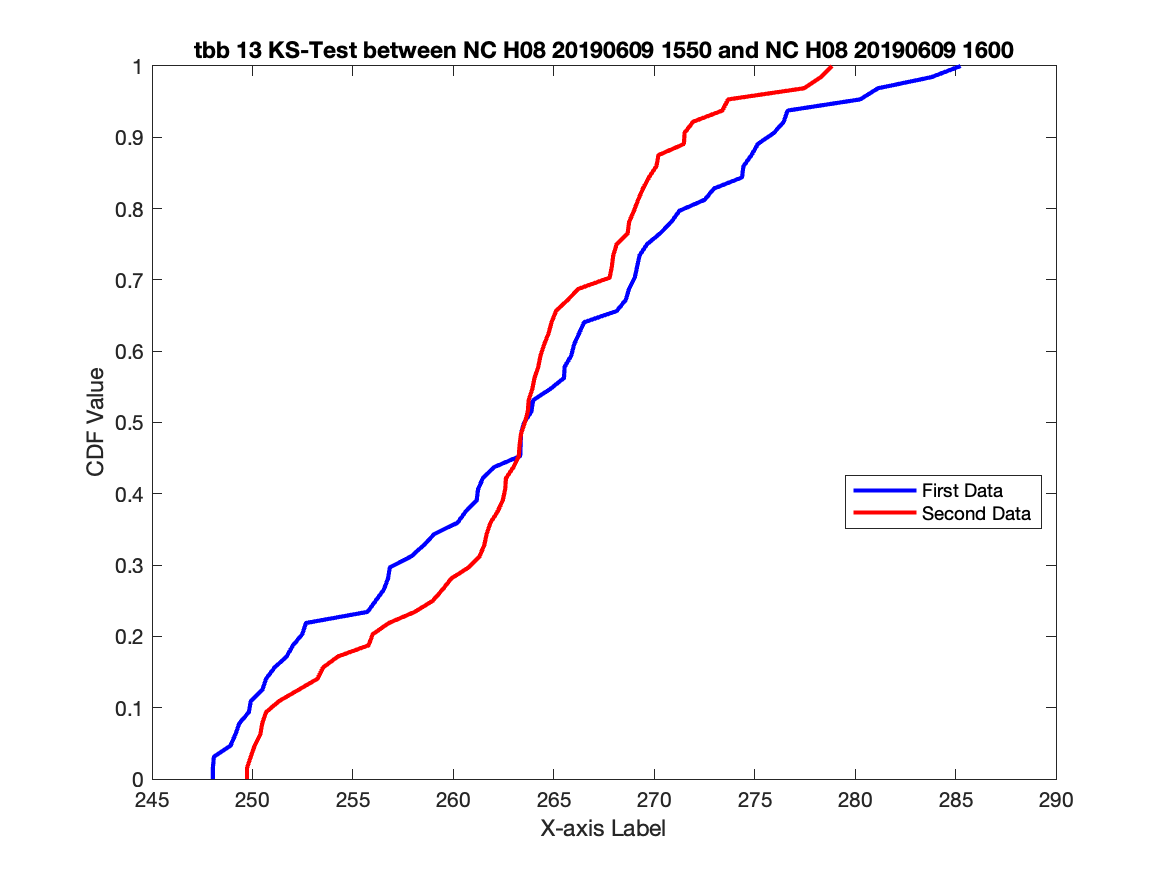 tbb 13 KS-Test between NC H08 20190609 1550 and NC H08 20190609 1600
1
0.9
0.8
0.7
0.6
0.5
0.4
0.3
0.2
0.1
0
CDF Value
First Data
Second Data
245 250 255 260 265 270 275 280 285 290
X-axis Label